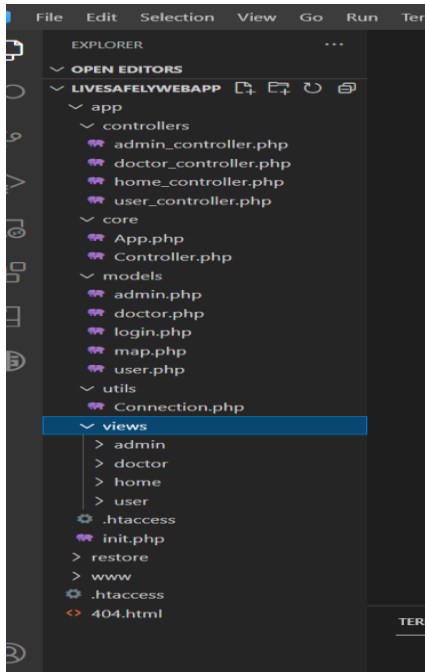 File Edit Selection View Go Run Ter
EXPLORER ...
OPEN EDITORS
LIVESAFELYWEBAPP
app
controllers
admin_controller.php
doctor_controller.php
home_controller.php
user_controller.php
core
App.php
Controller.php
models
admin.php
doctor.php
login.php
map.php
user.php
utils
Connection.php
views
admin
doctor
home
user
.htaccess
init.php
restore
www
.htaccess
404.html
TER